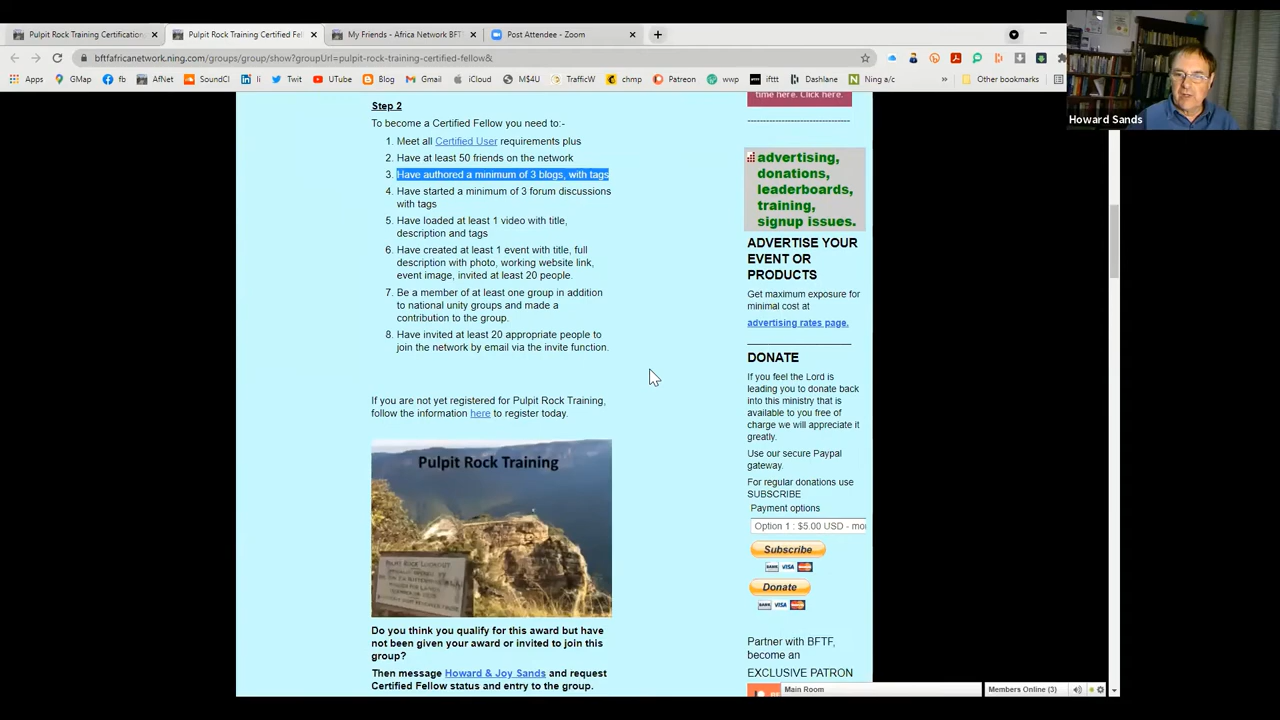 Pulpit Rock Training Certification
Pulpit Rock Training Certified Fel
My Friends - Africa Network BFT
Post Attendee - Zoom
bftfafricanetwork.ning.com/groups/group/show?groupUrl=pulpit-rock-training-certified-fellow&
Apps
GMap
fb
AfNet
SoundCl
li
Twit
UTube
Blog
Gmail
iCloud
M$4U
TrafficW
chmp
Patreon
wwp
ifttt
Dashlane
Ning a/c
Other bookmarks
Howard Sands
Step 2
To become a Certified Fellow you need to:-
1. Meet all Certified User requirements plus
2. Have at least 50 friends on the network
3. Have authored a minimum of 3 blogs, with tags
4. Have started a minimum of 3 forum discussions
with tags
5. Have loaded at least 1 video with title,
description and tags
6. Have created at least 1 event with title, full
description with photo, working website link,
event image, invited at least 20 people.
7. Be a member of at least one group in addition
to national unity groups and made a
contribution to the group.
8. Have invited at least 20 appropriate people to
join the network by email via the invite function.
If you are not yet registered for Pulpit Rock Training,
follow the information here to register today.
Pulpit Rock Training
PULPIT ROCK LOOKOUT
Do you think you qualify for this award but have
not been given your award or invited to join this
group?
Then message Howard & Joy Sands and request
Certified Fellow status and entry to the group.
time here. Click here.
advertising,
donations,
leaderboards,
training,
signup issues.
ADVERTISE YOUR
EVENT OR
PRODUCTS
Get maximum exposure for
minimal cost at
advertising rates page.
DONATE
If you feel the Lord is
leading you to donate back
into this ministry that is
available to you free of
charge we will appreciate it
greatly.
Use our secure Paypal
gateway.
For regular donations use
SUBSCRIBE
Payment options
Option 1 : $5.00 USD - mo
Subscribe
VISA
Donate
VISA
Partner with BFTF,
become an
EXCLUSIVE PATRON
Main Room
Members Online (3)